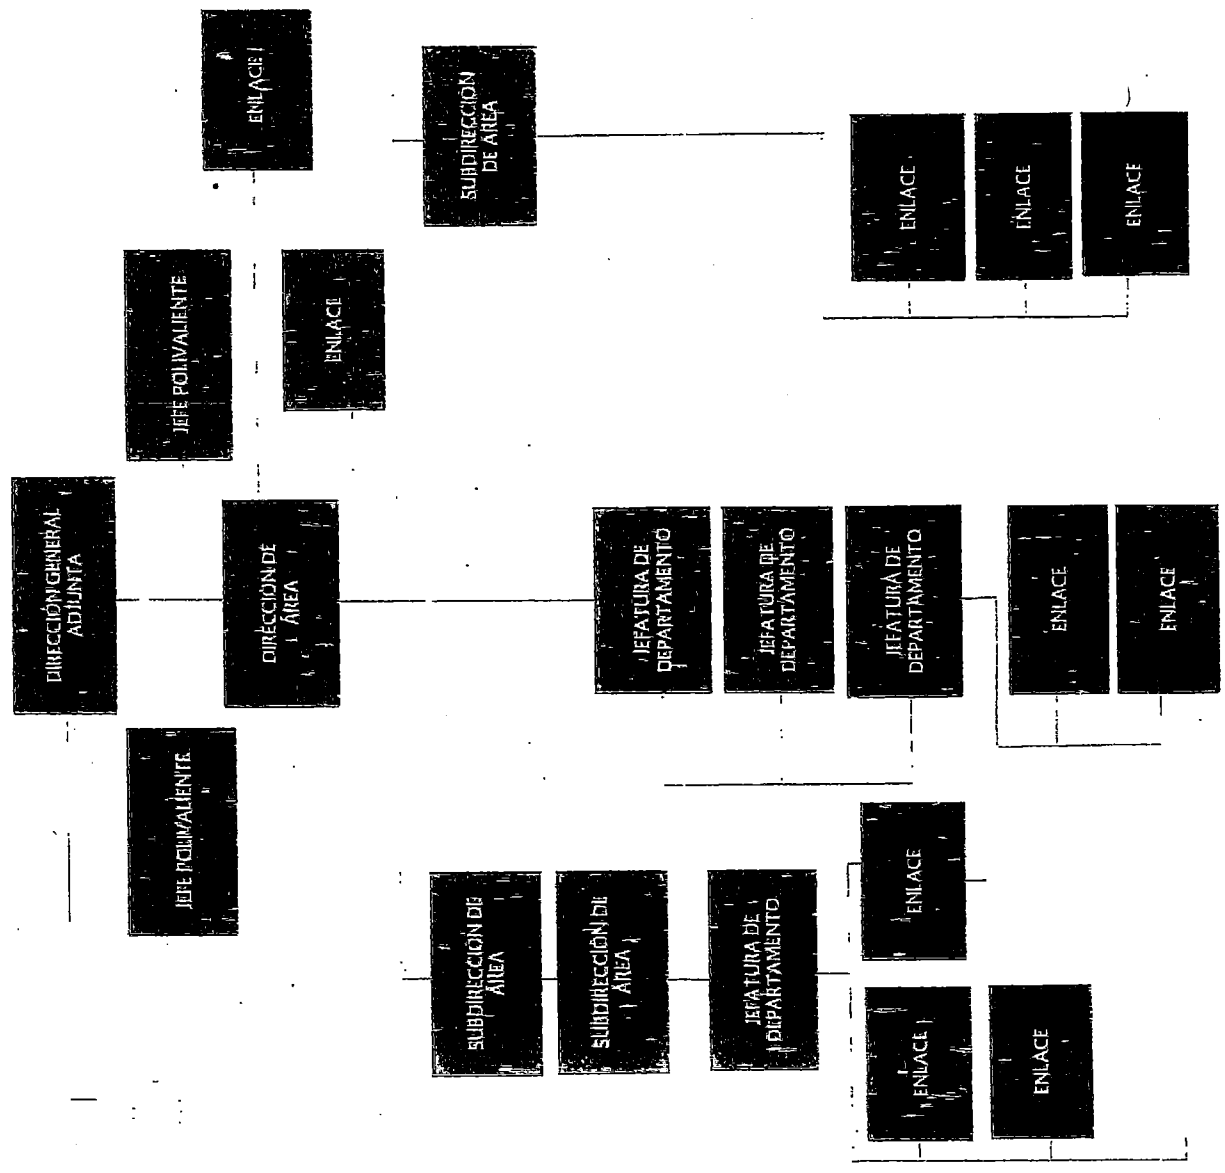 DIRECCIÓN GENERAL
ADJUNTA
JEFE POLIVALENTE
JEFE POLIVALENTE
DIRECCIÓN DE
ÁREA
ENLACE
ENLACE
SUBDIRECCIÓN DE
ÁREA
SUBDIRECCIÓN
DE ÁREA
SUBDIRECCIÓN DE
ÁREA
JEFATURA DE
DEPARTAMENTO
JEFATURA DE
DEPARTAMENTO
JEFATURA DE
DEPARTAMENTO
JEFATURA DE
DEPARTAMENTO
ENLACE
ENLACE
ENLACE
ENLACE
ENLACE
ENLACE
ENLACE
ENLACE